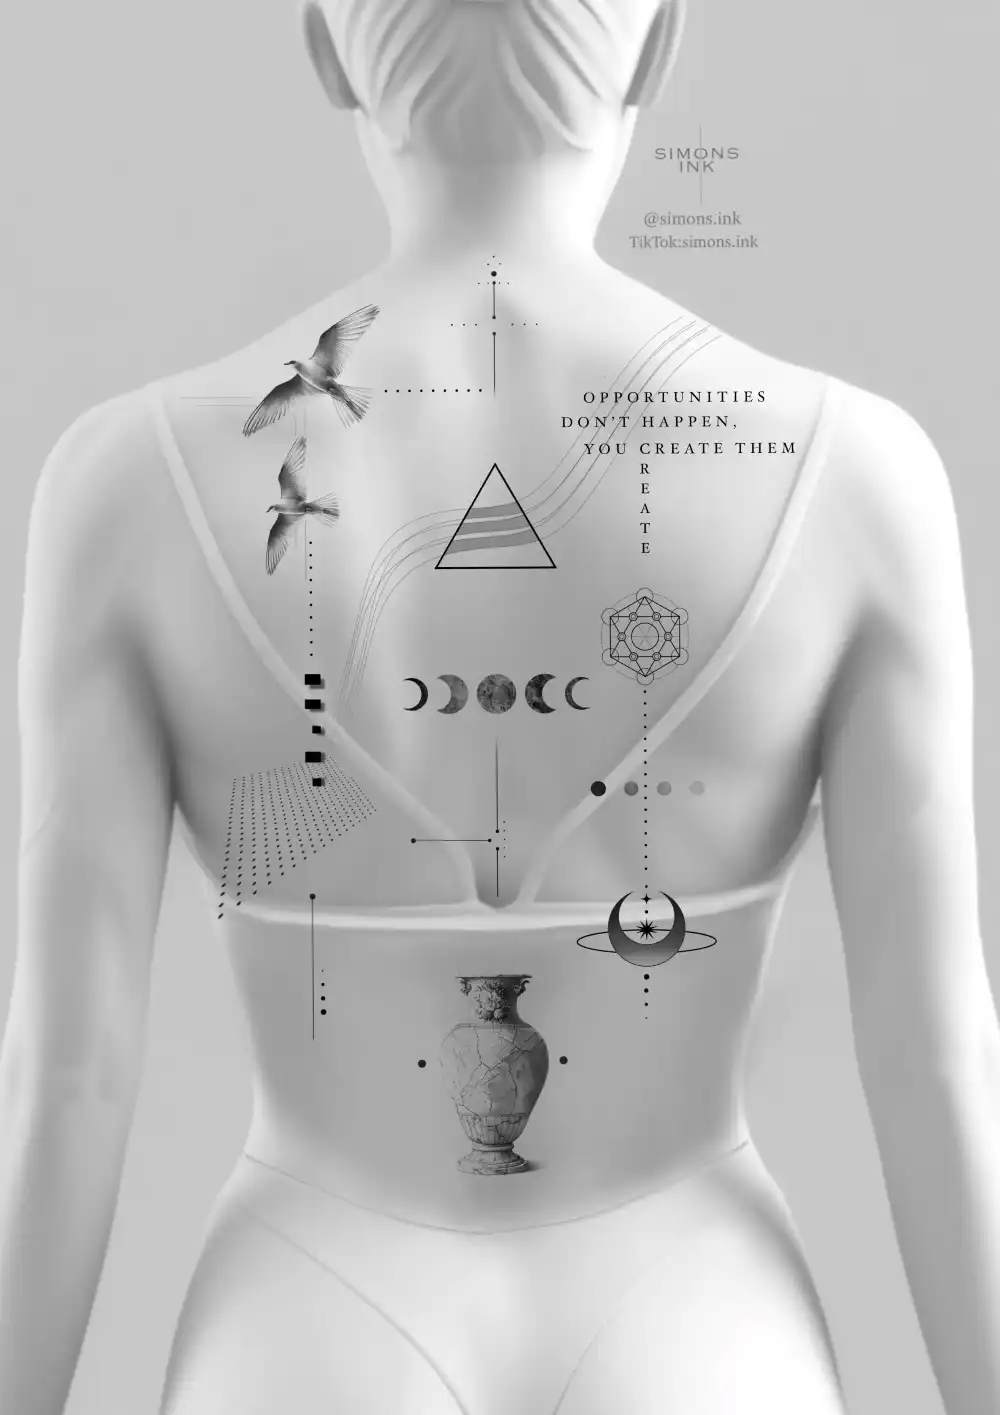 SIMONS
INK
@simons.ink
TikTok:simons.ink
OPPORTUNITIES
DON'T HAPPEN,
YOU CREATE THEM
R
E
A
T
E